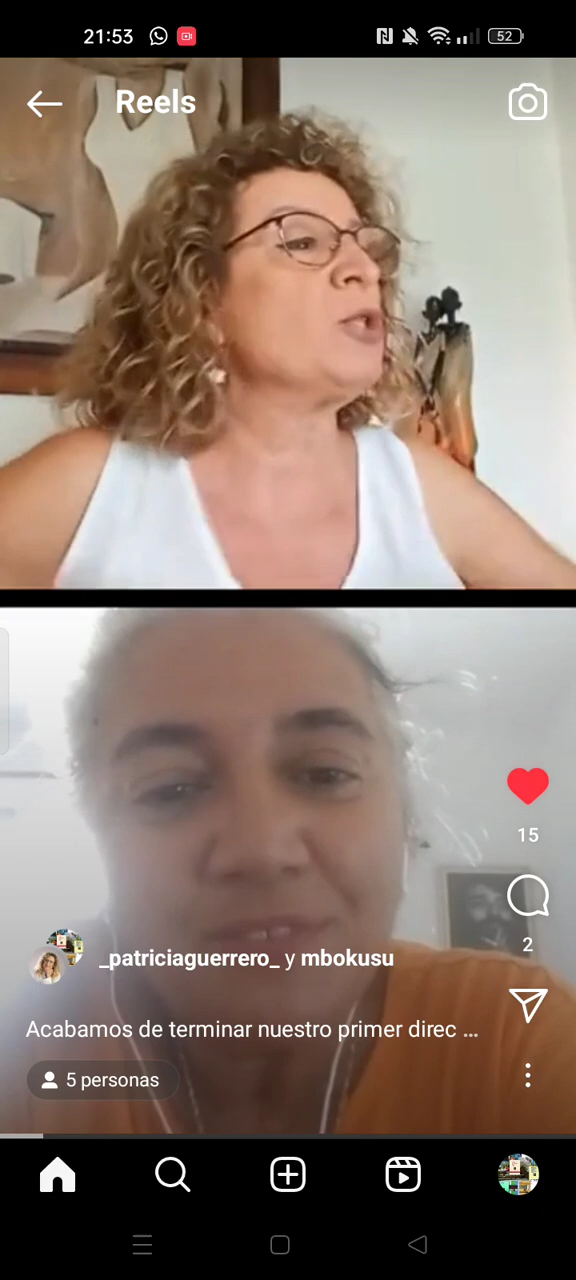 21:53
52
Reels
15
2
_patriciaguerrero_ y mbokusu
Acabamos de terminar nuestro primer direc ...
5 personas